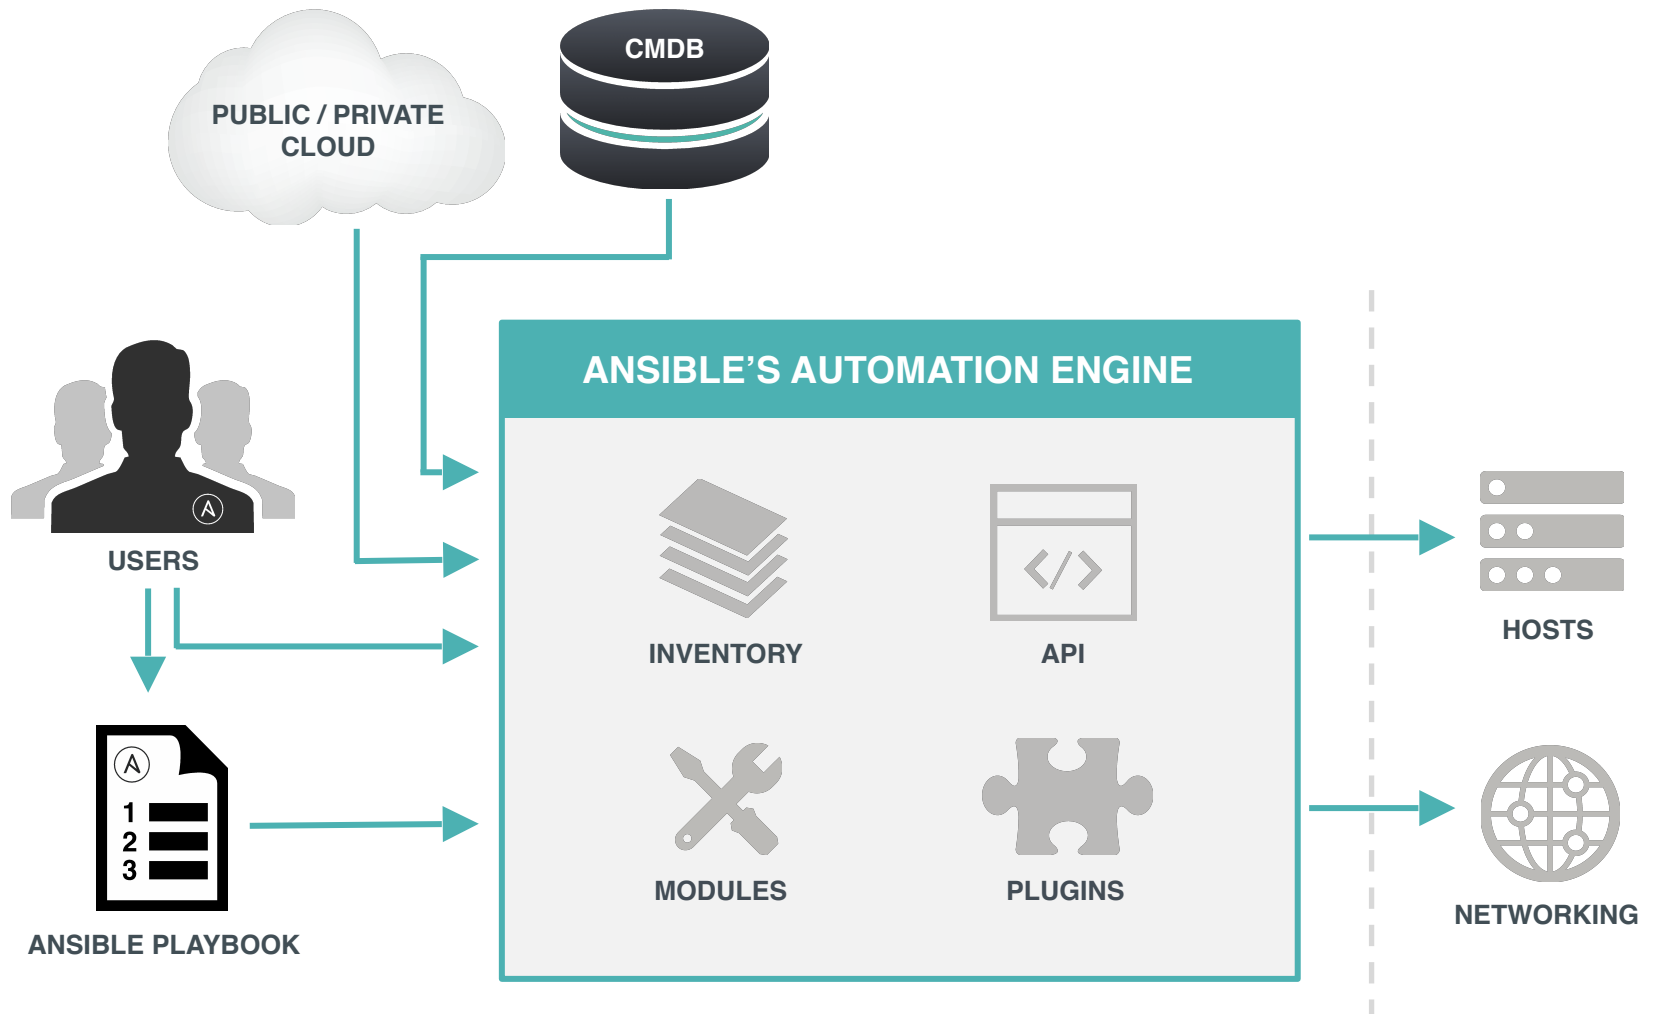 PUBLIC / PRIVATE
CLOUD
CMDB
ANSIBLE’S AUTOMATION ENGINE
USERS
INVENTORY
API
HOSTS
1
2
3
MODULES
PLUGINS
NETWORKING
ANSIBLE PLAYBOOK